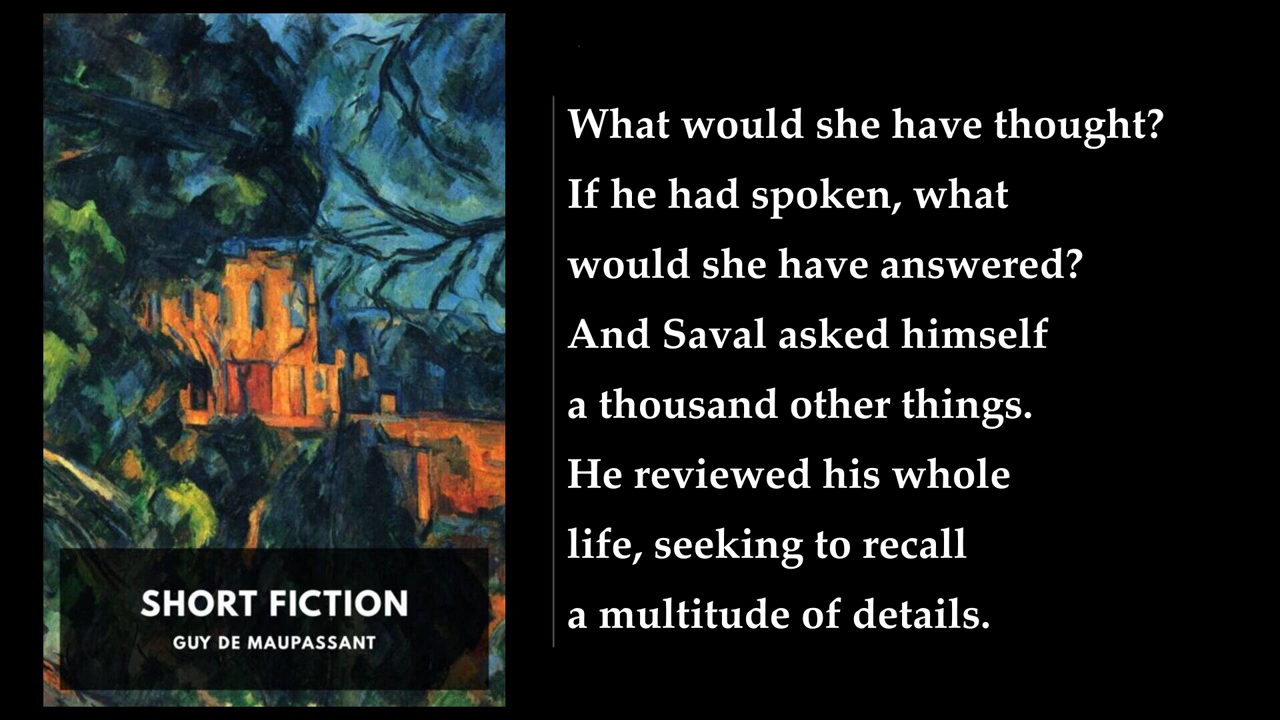 SHORT FICTION
GUY DE MAUPASSANT
What would she have thought?
If he had spoken, what
would she have answered?
And Saval asked himself
a thousand other things.
He reviewed his whole
life, seeking to recall
a multitude of details.